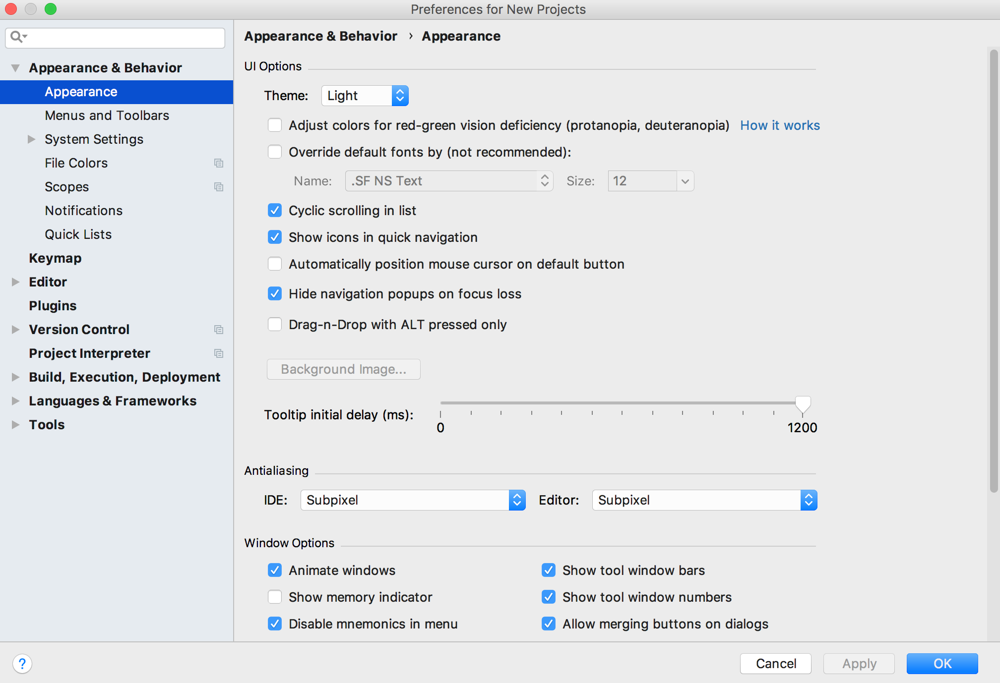 Preferences for New Projects
Appearance & Behavior
Appearance
Menus and Toolbars
System Settings
File Colors
Scopes
Notifications
Quick Lists
Keymap
Editor
Plugins
Version Control
Project Interpreter
Build, Execution, Deployment
Languages & Frameworks
Tools
Appearance & Behavior › Appearance
UI Options
Theme: Light
Adjust colors for red-green vision deficiency (protanopia, deuteranopia) How it works
Override default fonts by (not recommended):
Name: .SF NS Text Size: 12
Cyclic scrolling in list
Show icons in quick navigation
Automatically position mouse cursor on default button
Hide navigation popups on focus loss
Drag-n-Drop with ALT pressed only
Background Image...
Tooltip initial delay (ms):
0 1200
Antialiasing
IDE: Subpixel Editor: Subpixel
Window Options
Animate windows Show tool window bars
Show memory indicator Show tool window numbers
Disable mnemonics in menu Allow merging buttons on dialogs
? Cancel Apply OK